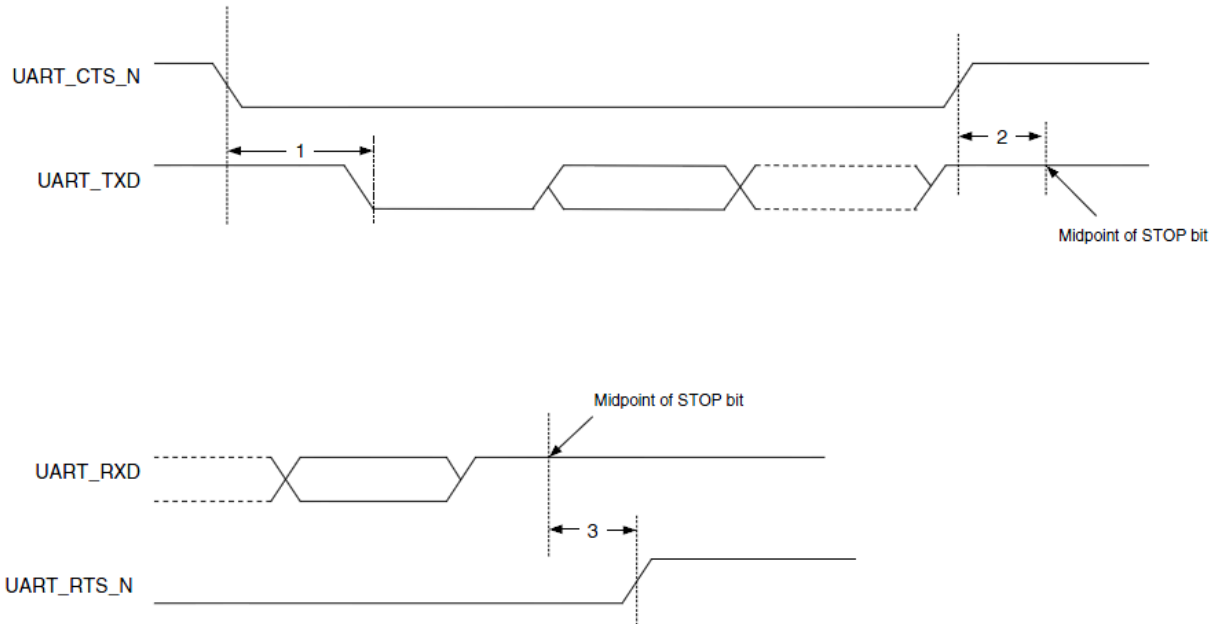 UART_CTS_N
1
2
UART_TXD
Midpoint of STOP bit
Midpoint of STOP bit
UART_RXD
3
UART_RTS_N